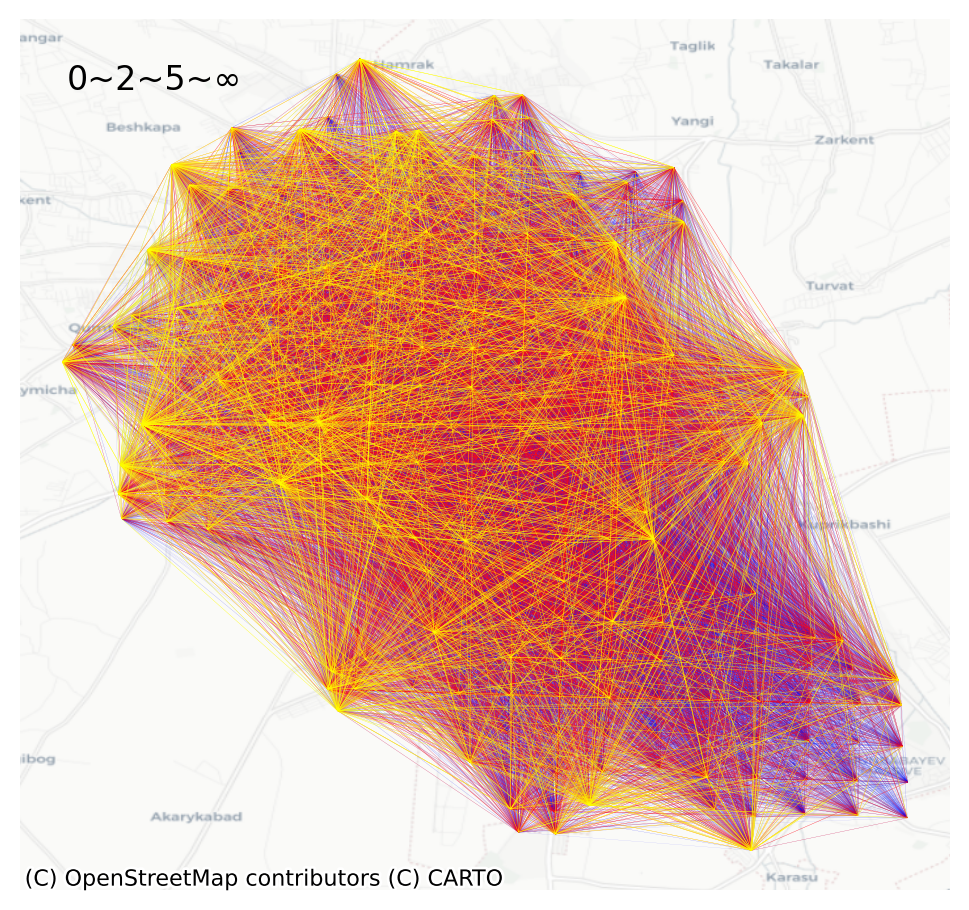 angar
Hamrak
Taglik
Takalar
0~2~5~∞
Beshkapa
Yangi
Zarkent
kent
Turvat
ymicha
Kuprikbashi
ibog
Akarykabad
Karasu
(C) OpenStreetMap contributors (C) CARTO